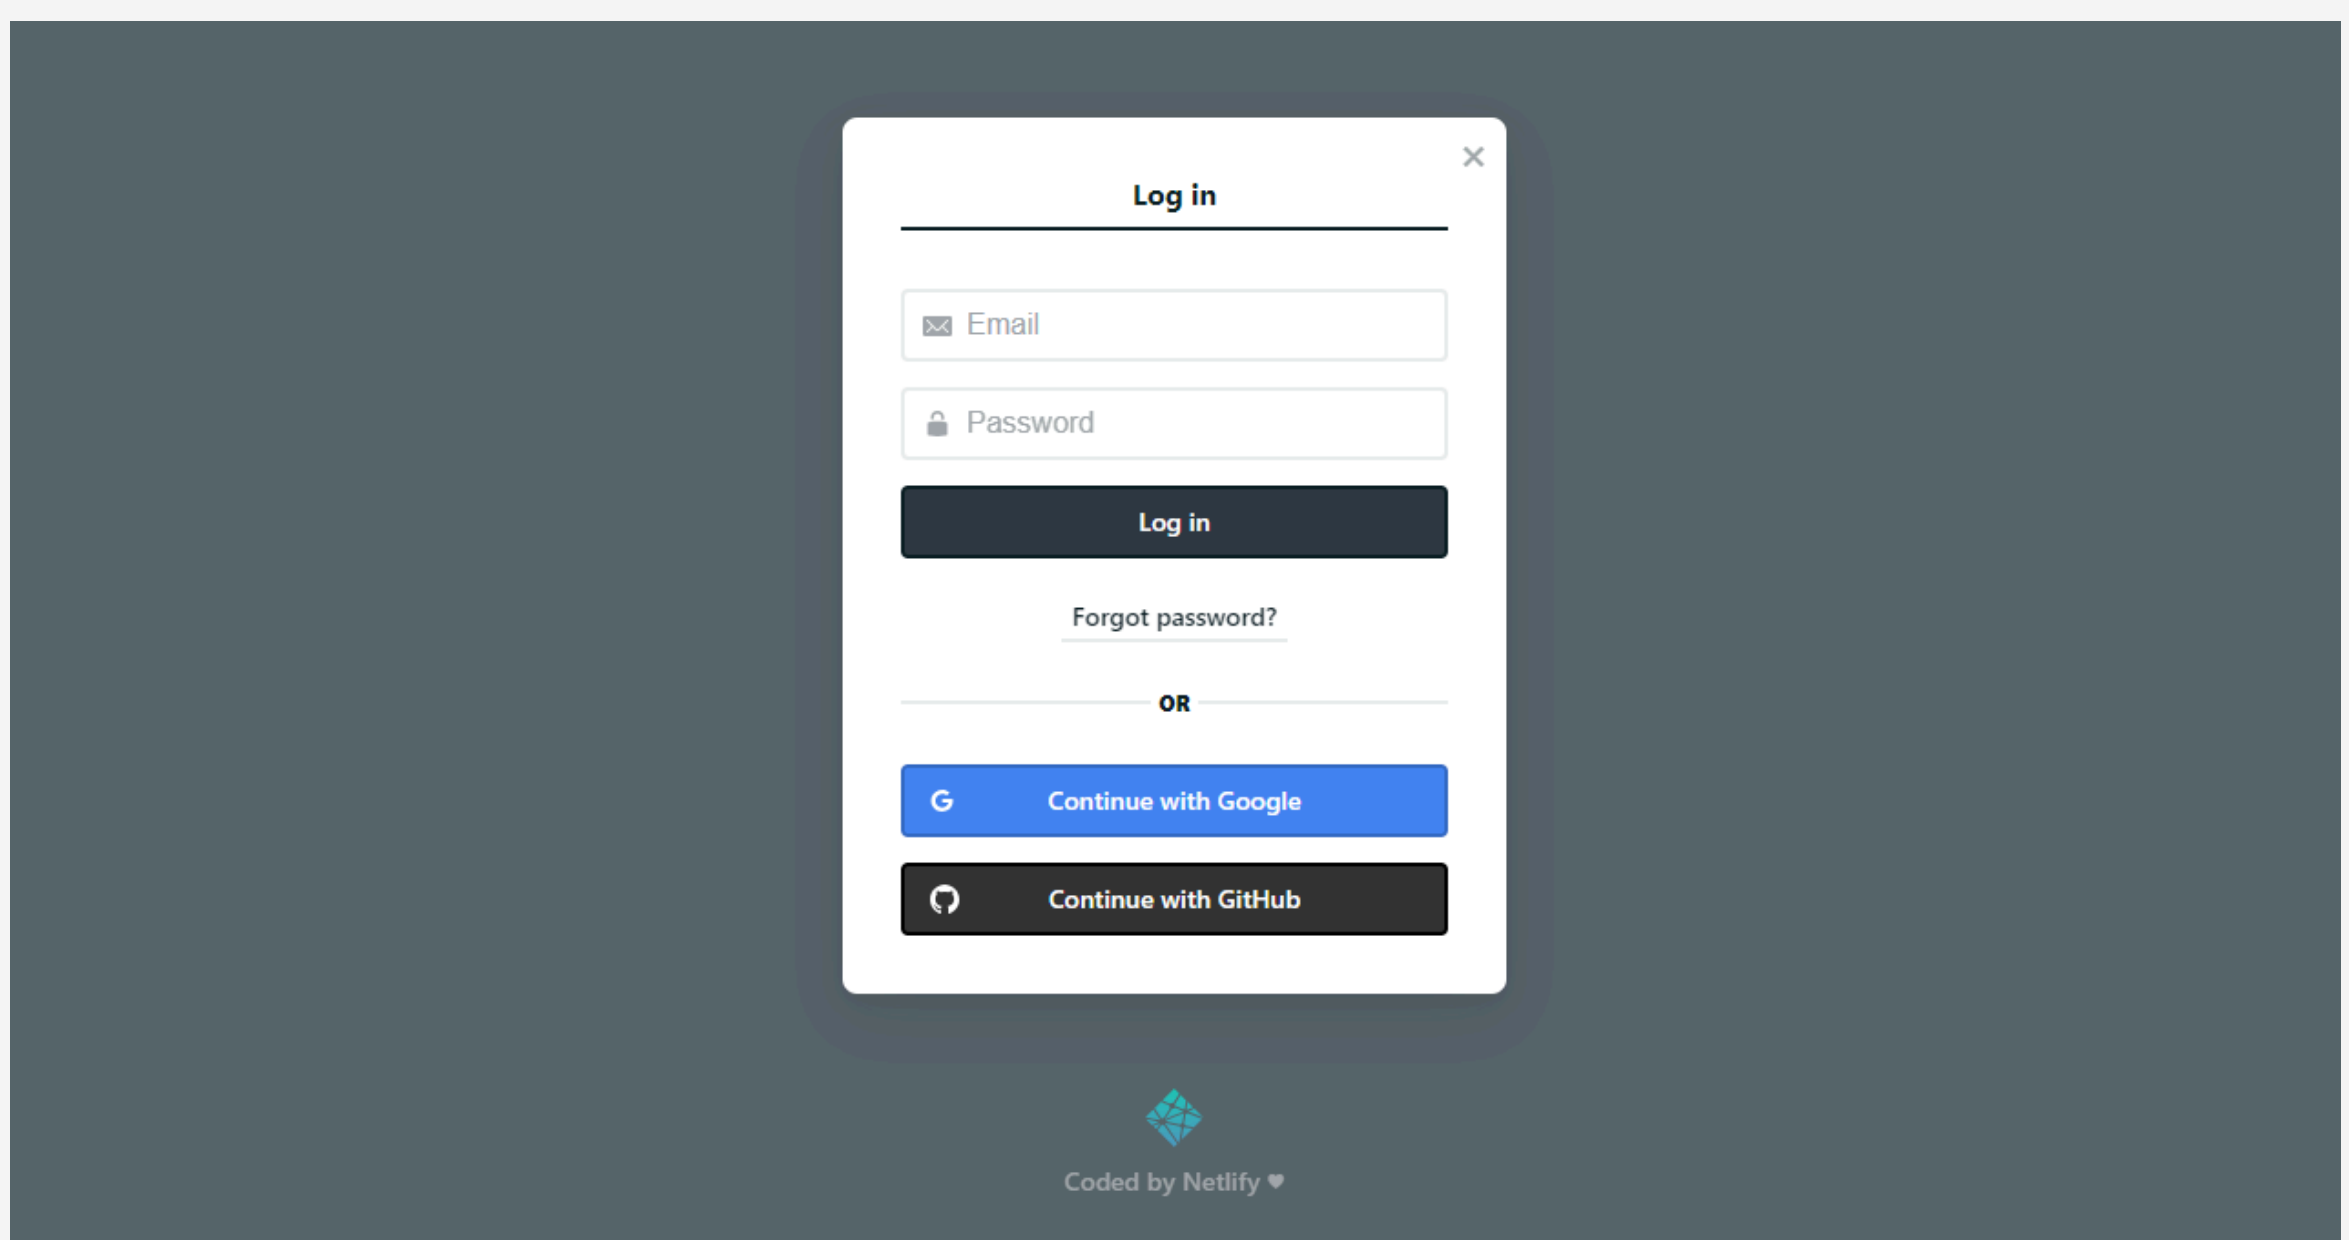 Log in
Email
Password
Log in
Forgot password?
OR
Continue with Google
Continue with GitHub
Coded by Netlify